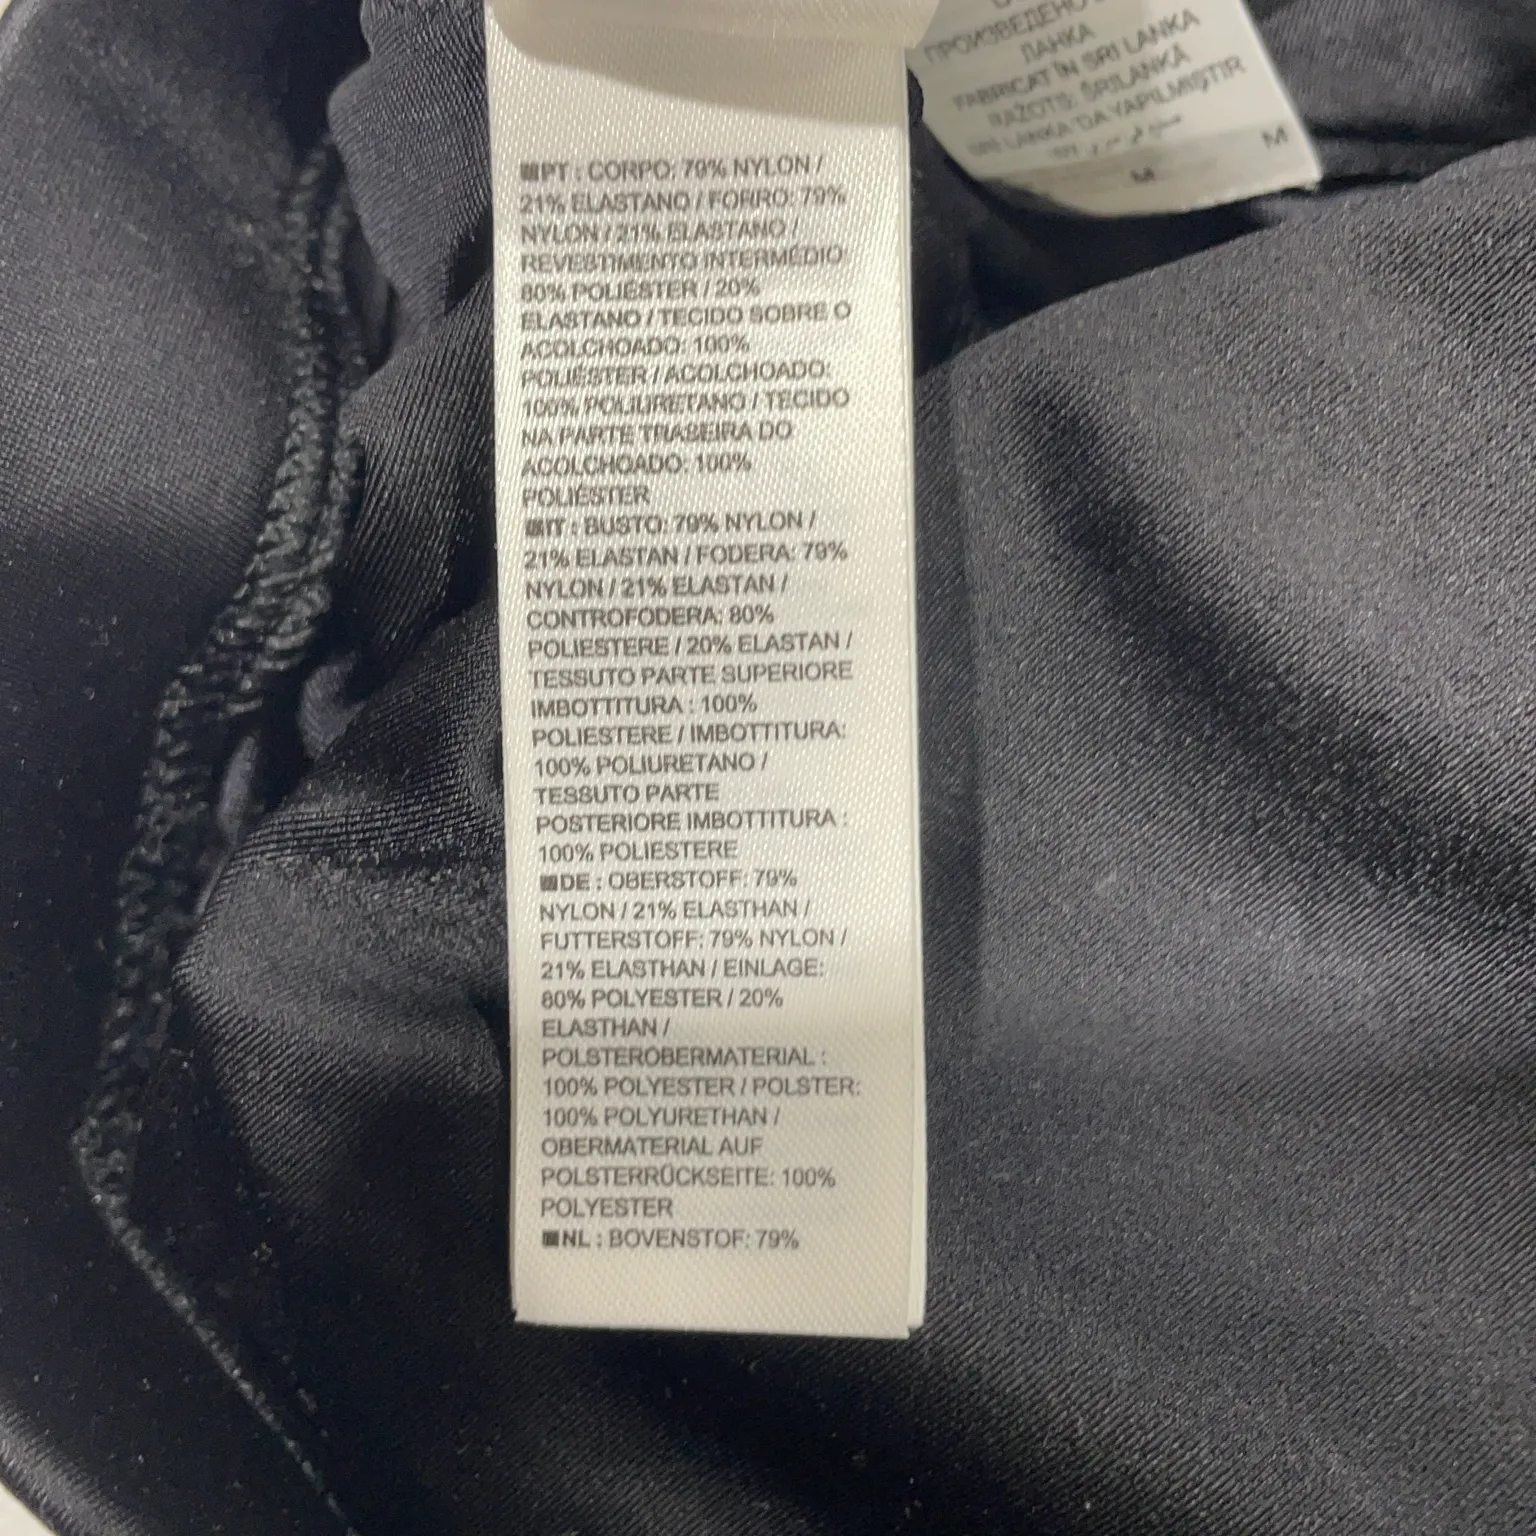 ПРОИЗВЕДЕНО
ЛАНКА
FABRICAT ÎN SRI LANKA
RAŽOTS: ŠRILANKĀ
SRI LANKA'DA YAPILMIŞTIR
M
M
PT : CORPO: 79% NYLON /
21% ELASTANO / FORRO: 79%
NYLON / 21% ELASTANO /
REVESTIMENTO INTERMÉDIO
80% POLIÉSTER / 20%
ELASTANO / TECIDO SOBRE O
ACOLCHOADO: 100%
POLIÉSTER / ACOLCHOADO:
100% POLIURETANO / TECIDO
NA PARTE TRASEIRA DO
ACOLCHOADO: 100%
POLIÉSTER
IT : BUSTO: 79% NYLON /
21% ELASTAN / FODERA: 79%
NYLON / 21% ELASTAN /
CONTROFODERA: 80%
POLIESTERE / 20% ELASTAN /
TESSUTO PARTE SUPERIORE
IMBOTTITURA : 100%
POLIESTERE / IMBOTTITURA:
100% POLIURETANO /
TESSUTO PARTE
POSTERIORE IMBOTTITURA :
100% POLIESTERE
DE : OBERSTOFF: 79%
NYLON / 21% ELASTHAN /
FUTTERSTOFF: 79% NYLON /
21% ELASTHAN / EINLAGE:
80% POLYESTER / 20%
ELASTHAN /
POLSTEROBERMATERIAL :
100% POLYESTER / POLSTER:
100% POLYURETHAN /
OBERMATERIAL AUF
POLSTERRÜCKSEITE: 100%
POLYESTER
NL : BOVENSTOF: 79%